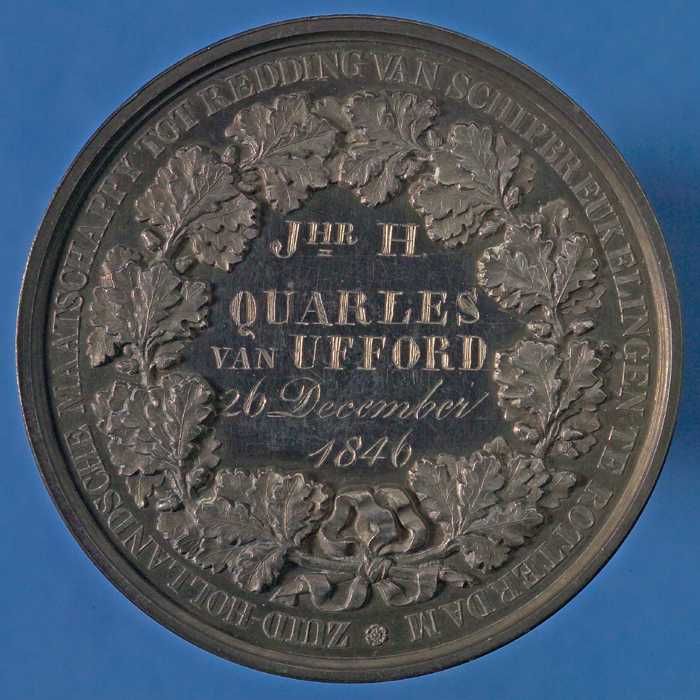 ZUID-HOLLANDSCHE MAATSCHAPPY TOT REDDING VAN SCHIPBREUKELINGEN TE ROTTERDAM
JHR H.
QUARLES
VAN UFFORD
26 December
1846